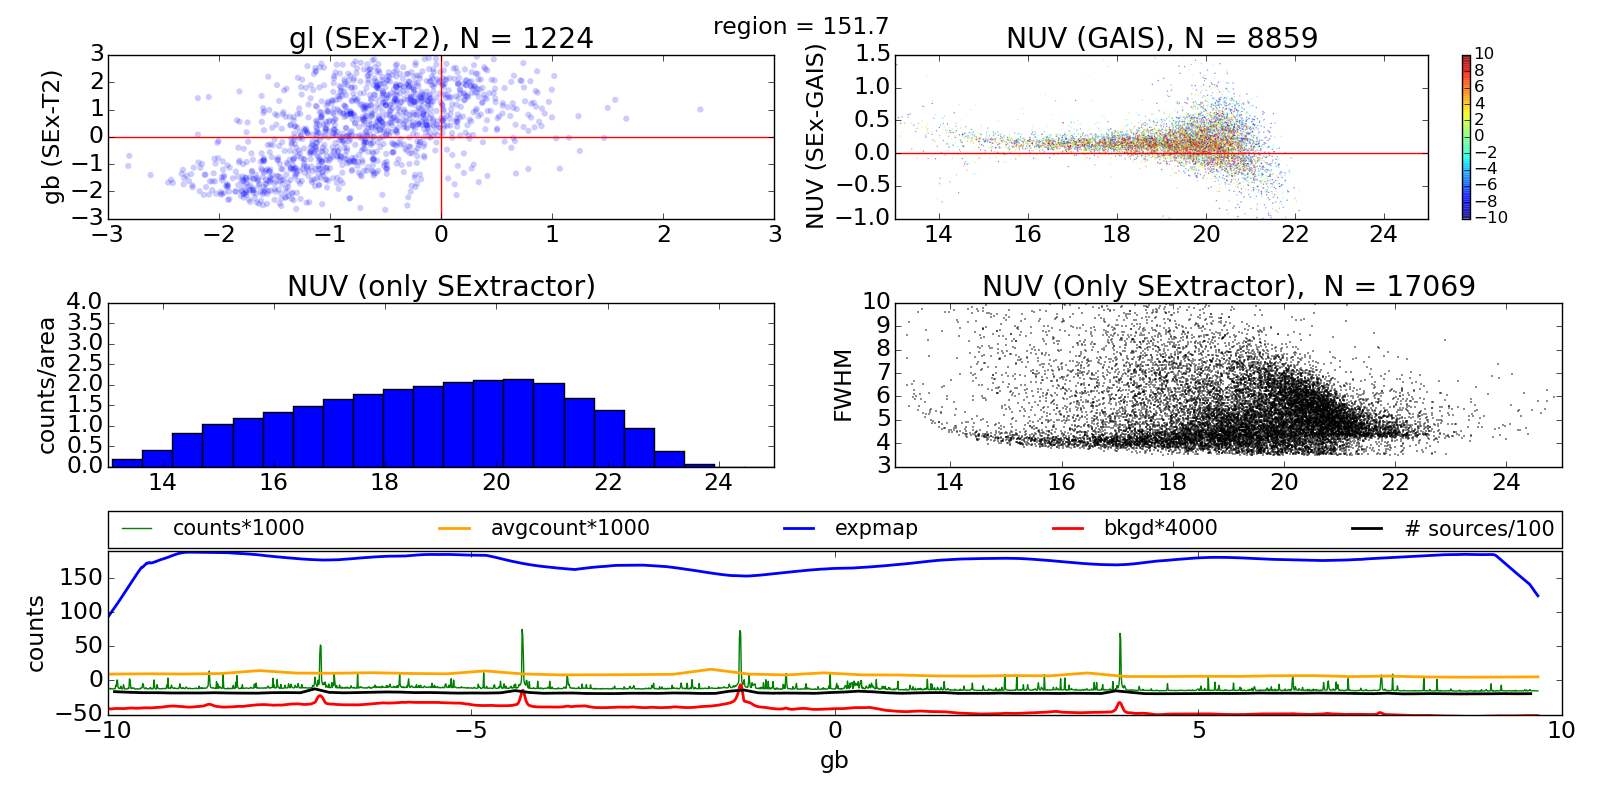 region = 151.7
gl (SEx-T2), N = 1224
gb (SEx-T2)
3
2
1
0
−1
−2
−3
−3 −2 −1 0 1 2 3
NUV (GAIS), N = 8859
NUV (SEx-GAIS)
1.5
1.0
0.5
0.0
−0.5
−1.0
14 16 18 20 22 24
10
8
6
4
2
0
−2
−4
−6
−8
−10
NUV (only SExtractor)
counts/area
4.0
3.5
3.0
2.5
2.0
1.5
1.0
0.5
0.0
14 16 18 20 22 24
NUV (Only SExtractor), N = 17069
FWHM
10
9
8
7
6
5
4
3
14 16 18 20 22 24
counts*1000 avgcount*1000 expmap bkgd*4000 # sources/100
counts
150
100
50
0
−50
−10 −5 0 5 10
gb